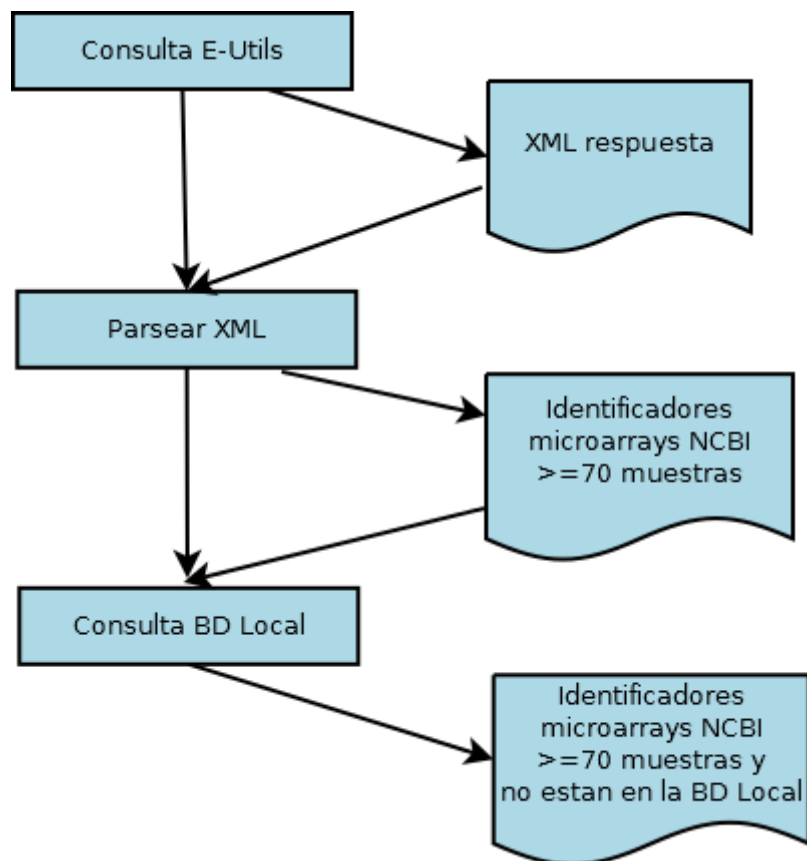 Consulta E-Utils
XML respuesta
Parsear XML
Identificadores
microarrays NCBI
>=70 muestras
Consulta BD Local
Identificadores
microarrays NCBI
>=70 muestras y
no estan en la BD Local